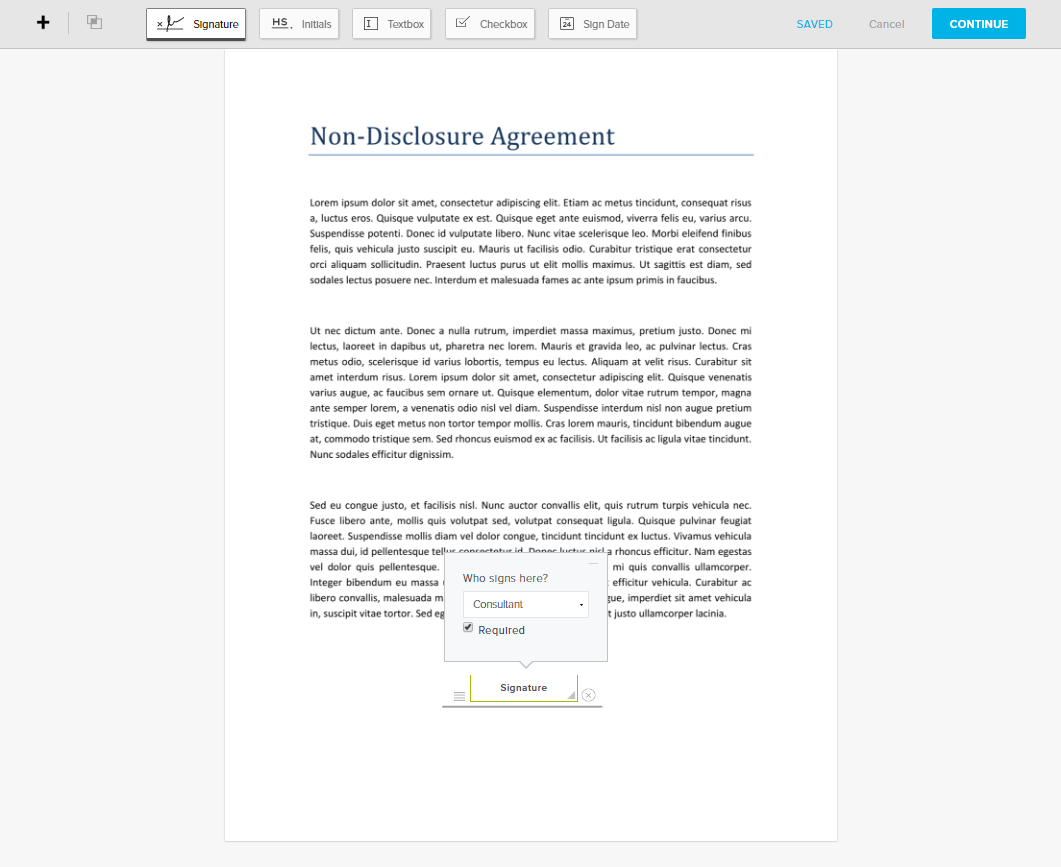 Signature
HS Initials
Textbox
Checkbox
24 Sign Date
SAVED
Cancel
CONTINUE
Non-Disclosure Agreement
Lorem ipsum dolor sit amet, consectetur adipiscing elit. Etiam ac metus tincidunt, consequat risus
a, luctus eros. Quisque vulputate ex est. Quisque eget ante euismod, viverra felis eu, varius arcu.
Suspendisse potenti. Donec id vulputate libero. Nunc vitae scelerisque leo. Morbi eleifend finibus
felis, quis vehicula justo suscipit eu. Mauris ut facilisis odio. Curabitur tristique erat consectetur
orci aliquam sollicitudin. Praesent luctus purus ut elit mollis maximus. Ut sagittis est diam, sed
sodales lectus posuere nec. Interdum et malesuada fames ac ante ipsum primis in faucibus.
Ut nec dictum ante. Donec a nulla rutrum, imperdiet massa maximus, pretium justo. Donec mi
lectus, laoreet in dapibus ut, pharetra nec lorem. Mauris et gravida leo, ac pulvinar lectus. Cras
metus odio, scelerisque id varius lobortis, tempus eu lectus. Aliquam at velit risus. Curabitur sit
amet interdum risus. Lorem ipsum dolor sit amet, consectetur adipiscing elit. Quisque venenatis
varius augue, ac faucibus sem ornare ut. Quisque elementum, dolor vitae rutrum tempor, magna
ante semper lorem, a venenatis odio nisl vel diam. Suspendisse interdum nisl non augue pretium
tristique. Duis eget metus non tortor tempor mollis. Cras lorem mauris, tincidunt bibendum augue
at, commodo tristique sem. Sed rhoncus euismod ex ac facilisis. Ut facilisis ac ligula vitae tincidunt.
Nunc sodales efficitur dignissim.
Sed eu congue justo, et facilisis nisl. Nunc auctor convallis elit, quis rutrum turpis vehicula nec.
Fusce libero ante, mollis quis volutpat sed, volutpat consequat ligula. Quisque pulvinar feugiat
laoreet. Suspendisse mollis diam vel dolor congue, tincidunt tincidunt ex luctus. Vivamus vehicula
massa dui, id pellentesque tellus consectetur id. Donec luctus nisl a rhoncus efficitur. Nam egestas
vel dolor quis pellentesque. mi quis convallis ullamcorper.
Integer bibendum eu massa efficitur vehicula. Curabitur ac
libero convallis, malesuada imperdiet sit amet vehicula
in, suscipit vitae tortor. Sed justo ullamcorper lacinia.
Who signs here?
Consultant
Required
Signature